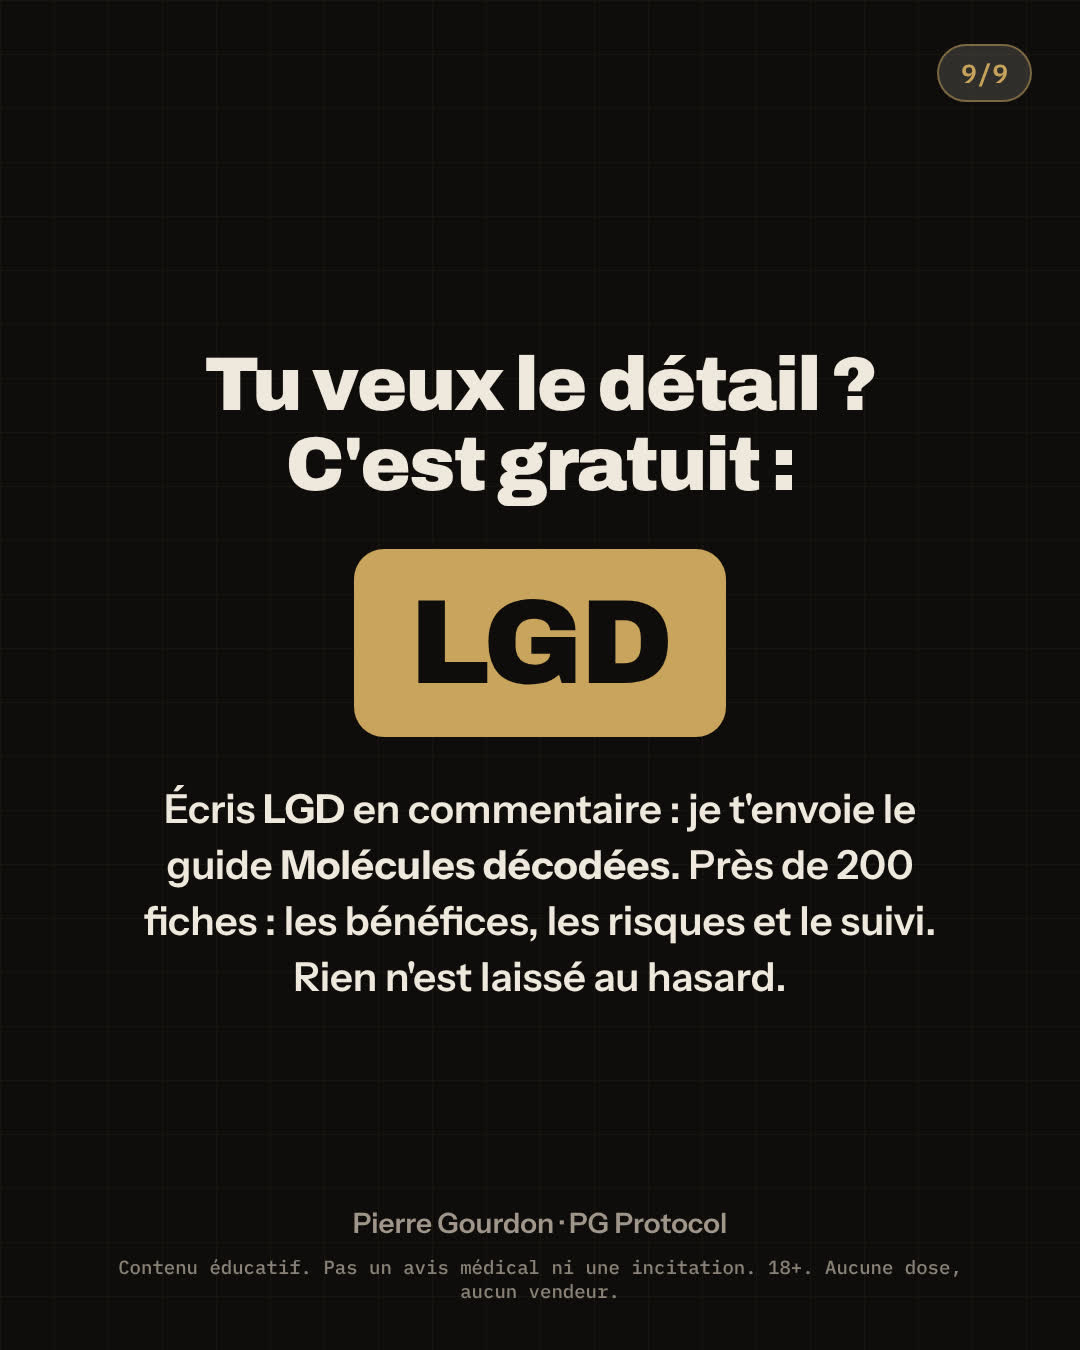 9/9
Tu veux le détail ?
C'est gratuit :
LGD
Écris LGD en commentaire : je t'envoie le
guide Molécules décodées. Près de 200
fiches : les bénéfices, les risques et le suivi.
Rien n'est laissé au hasard.
Pierre Gourdon · PG Protocol
Contenu éducatif. Pas un avis médical ni une incitation. 18+. Aucune dose,
aucun vendeur.